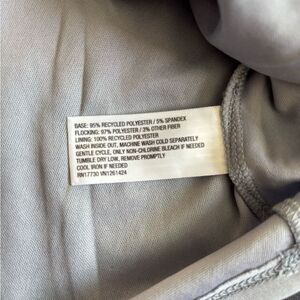 BASE: 95% RECYCLED POLYESTER / 5% SPANDEX
FLOCKING: 97% POLYESTER / 3% OTHER FIBER
LINING: 100% RECYCLED POLYESTER
WASH INSIDE OUT, MACHINE WASH COLD SEPARATELY
GENTLE CYCLE, ONLY NON-CHLORINE BLEACH IF NEEDED
TUMBLE DRY LOW, REMOVE PROMPTLY
COOL IRON IF NEEDED
RN17730 VN1261424